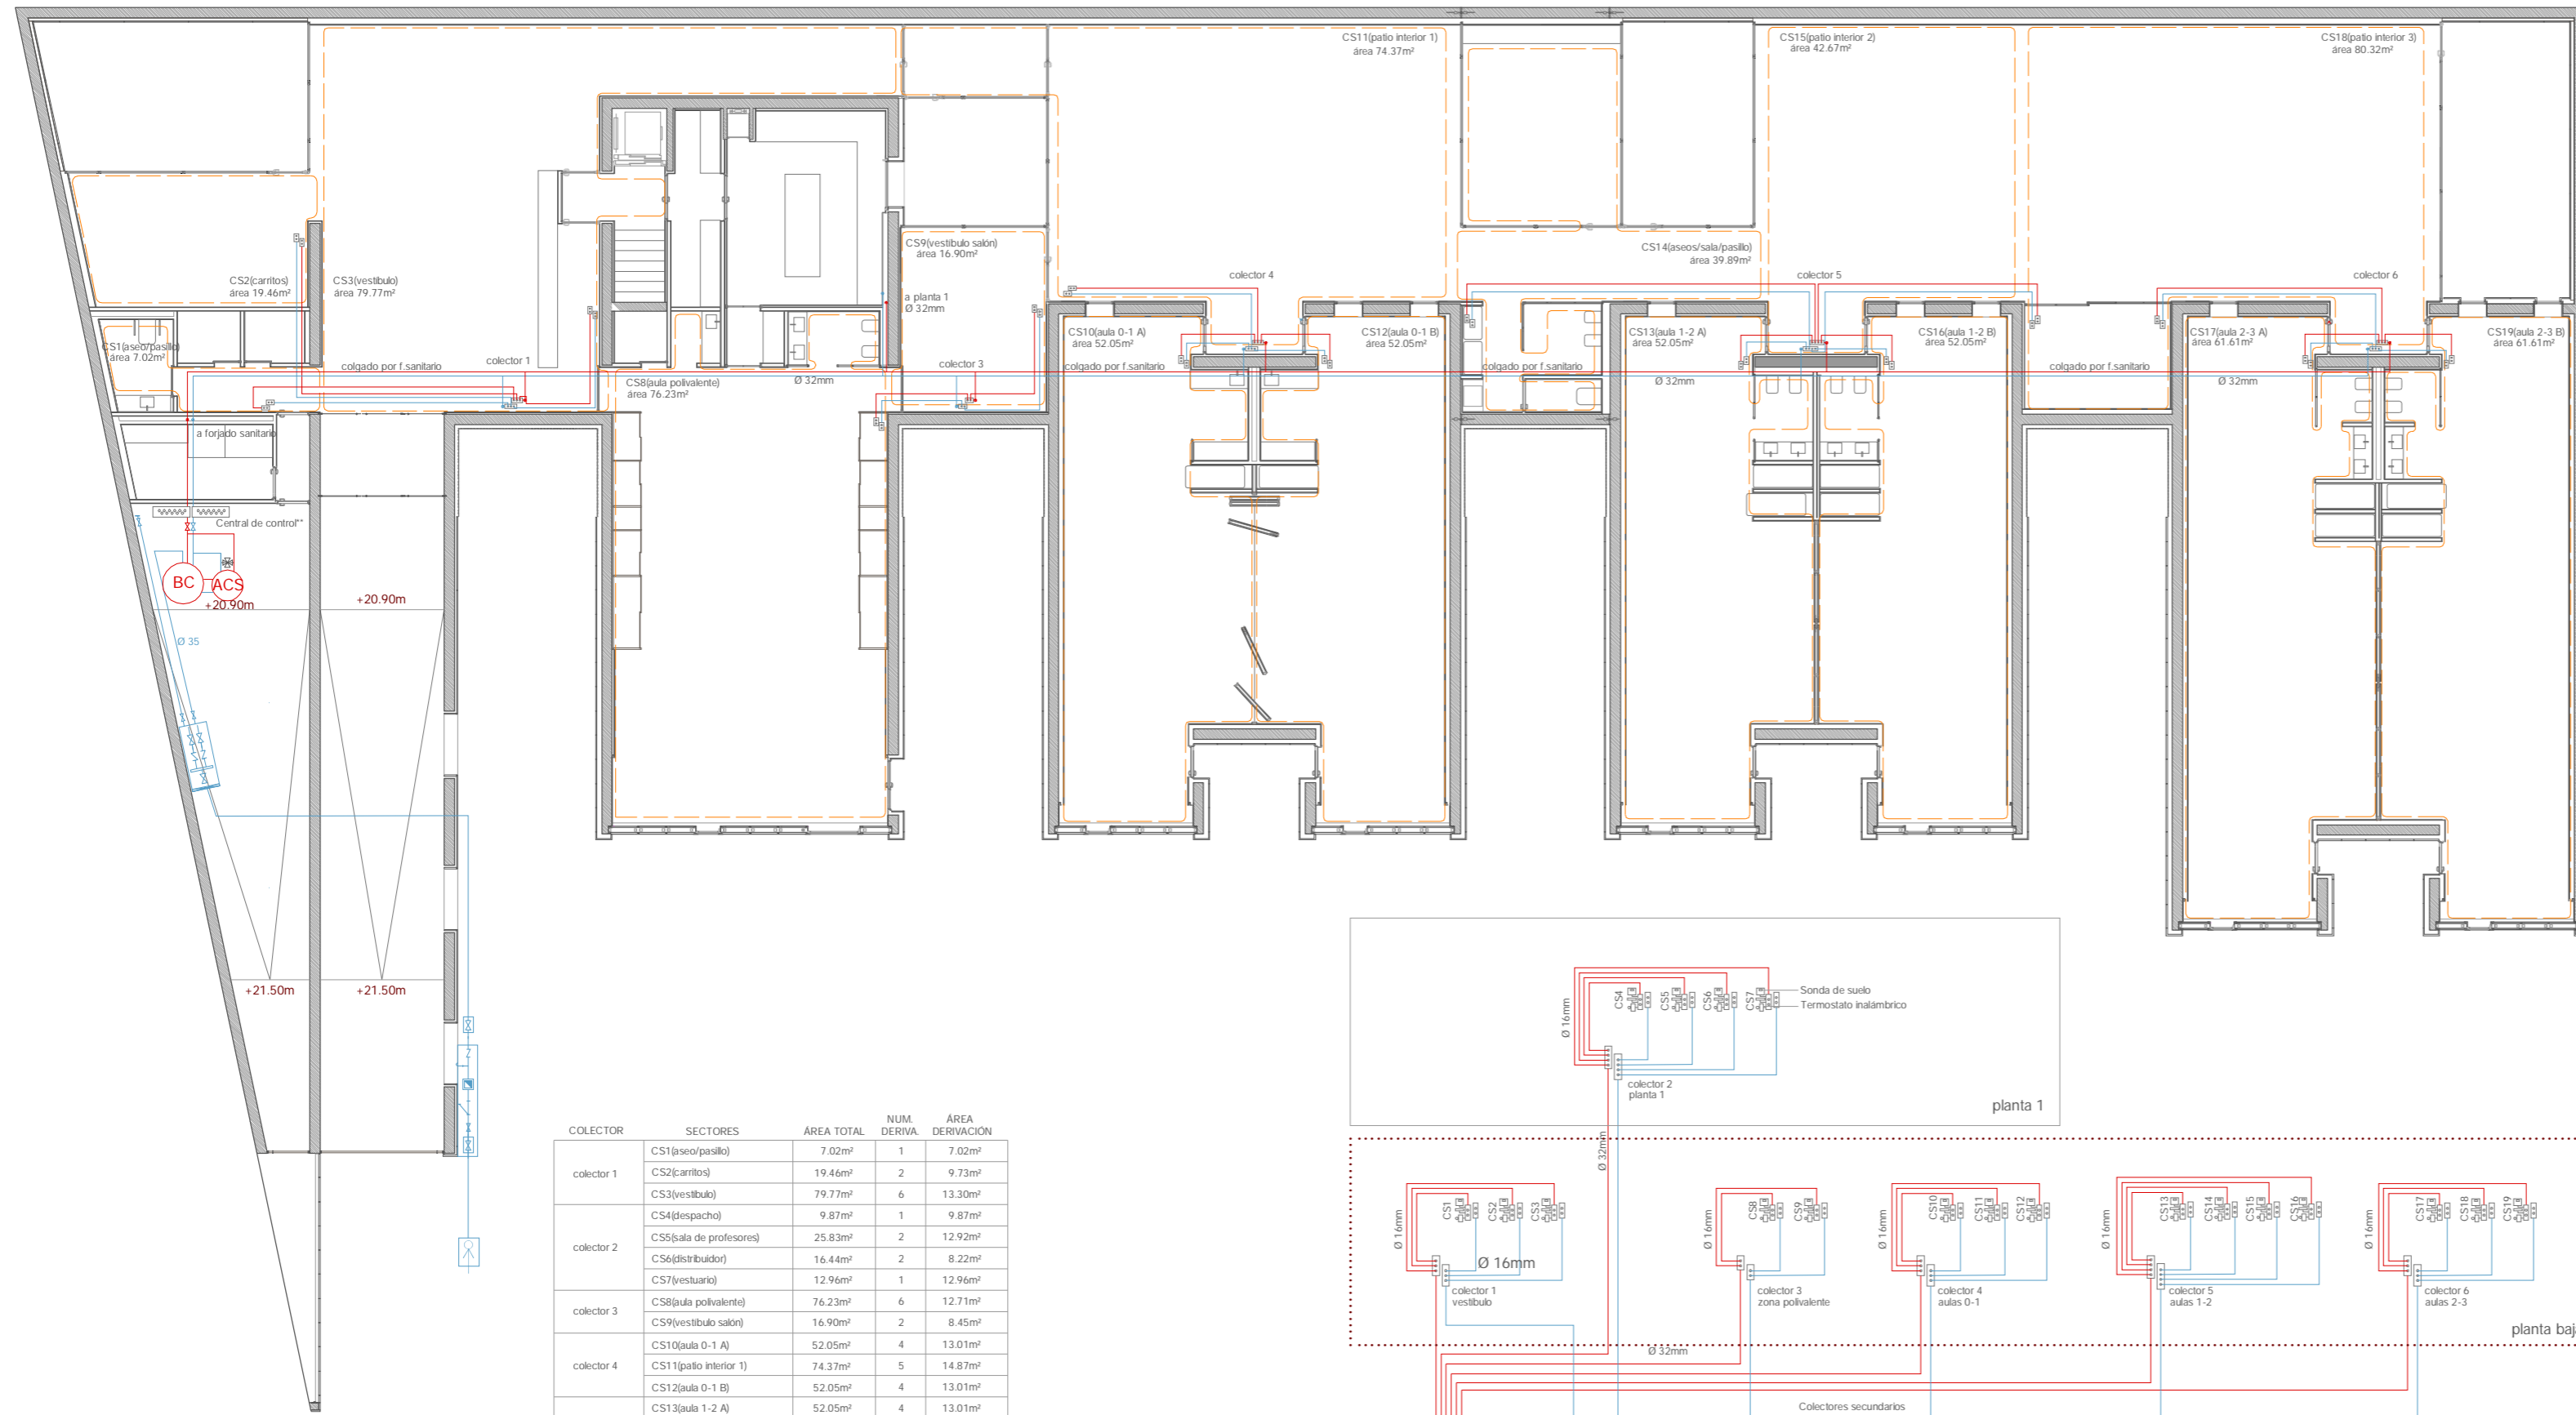 CS11(patio interior 1)
área 74.37m²
CS15(patio interior 2)
área 42.67m²
CS18(patio interior 3)
área 80.32m²
CS9(vestíbulo salón)
área 16.90m²
CS14(aseos/sala/pasillo)
área 39.89m²
CS2(carritos)
área 19.46m²
CS3(vestíbulo)
área 79.77m²
colector 4
colector 5
colector 6
a planta 1
Ø 32mm
CS1(aseo/pasillo)
área 7.02m²
colector 1
CS10(aula 0-1 A)
área 52.05m²
CS12(aula 0-1 B)
área 52.05m²
CS13(aula 1-2 A)
área 52.05m²
CS16(aula 1-2 B)
área 52.05m²
CS17(aula 2-3 A)
área 61.61m²
CS19(aula 2-3 B)
área 61.61m²
colgado por f.sanitario
colector 3
colgado por f.sanitario
colgado por f.sanitario
colgado por f.sanitario
CS8(aula polivalente)
área 76.23m²
Ø 32mm
Ø 32mm
Ø 32mm
a forjado sanitario
Central de control**
BC
ACS
+20.90m
+20.90m
Ø 35
+21.50m
+21.50m
CS4
CS5
CS6
CS7
Sonda de suelo
Termostato inalámbrico
Ø 16mm
colector 2
planta 1
planta 1
Ø 32mm
COLECTOR SECTORES ÁREA TOTAL NUM. DERIVA. ÁREA DERIVACIÓN
colector 1
CS1(aseo/pasillo) 7.02m² 1 7.02m²
CS2(carritos) 19.46m² 2 9.73m²
CS3(vestíbulo) 79.77m² 6 13.30m²
colector 2
CS4(despacho) 9.87m² 1 9.87m²
CS5(sala de profesores) 25.83m² 2 12.92m²
CS6(distribuidor) 16.44m² 2 8.22m²
CS7(vestuario) 12.96m² 1 12.96m²
colector 3
CS8(aula polivalente) 76.23m² 6 12.71m²
CS9(vestíbulo salón) 16.90m² 2 8.45m²
colector 4
CS10(aula 0-1 A) 52.05m² 4 13.01m²
CS11(patio interior 1) 74.37m² 5 14.87m²
CS12(aula 0-1 B) 52.05m² 4 13.01m²
CS13(aula 1-2 A) 52.05m² 4 13.01m²
CS1
CS2
CS3
CS8
CS9
CS10
CS11
CS12
CS13
CS14
CS15
CS16
CS17
CS18
CS19
Ø 16mm
Ø 16mm
Ø 16mm
Ø 16mm
Ø 16mm
Ø 16mm
colector 1
vestíbulo
colector 3
zona polivalente
colector 4
aulas 0-1
colector 5
aulas 1-2
colector 6
aulas 2-3
planta baj
Ø 32mm
Colectores secundarios